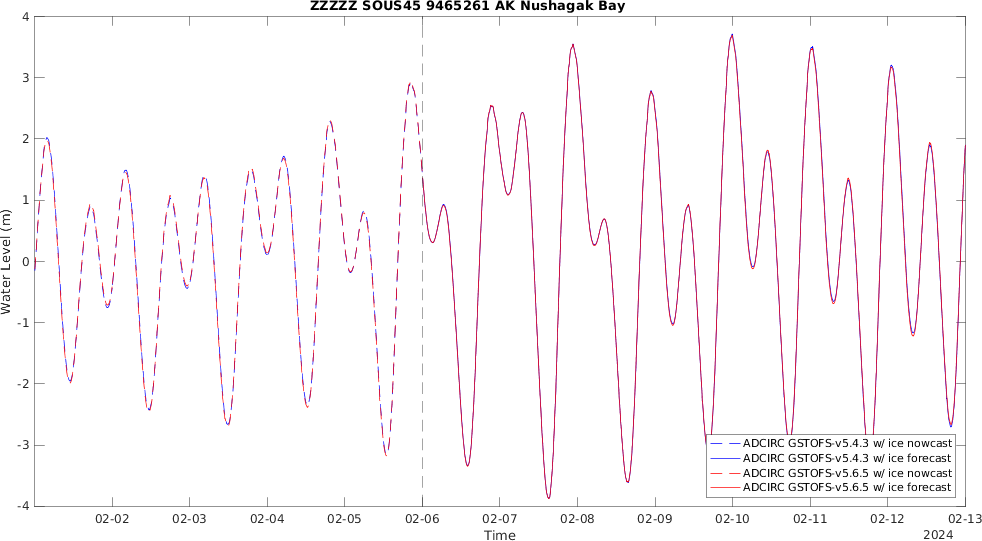 ZZZZZ SOUS45 9465261 AK Nushagak Bay
4
3
2
1
0
-1
-2
-3
-4
Water Level (m)
ADCIRC GSTOFS-v5.4.3 w/ ice nowcast
ADCIRC GSTOFS-v5.4.3 w/ ice forecast
ADCIRC GSTOFS-v5.6.5 w/ ice nowcast
ADCIRC GSTOFS-v5.6.5 w/ ice forecast
02-02 02-03 02-04 02-05 02-06 02-07 02-08 02-09 02-10 02-11 02-12 02-13
Time
2024